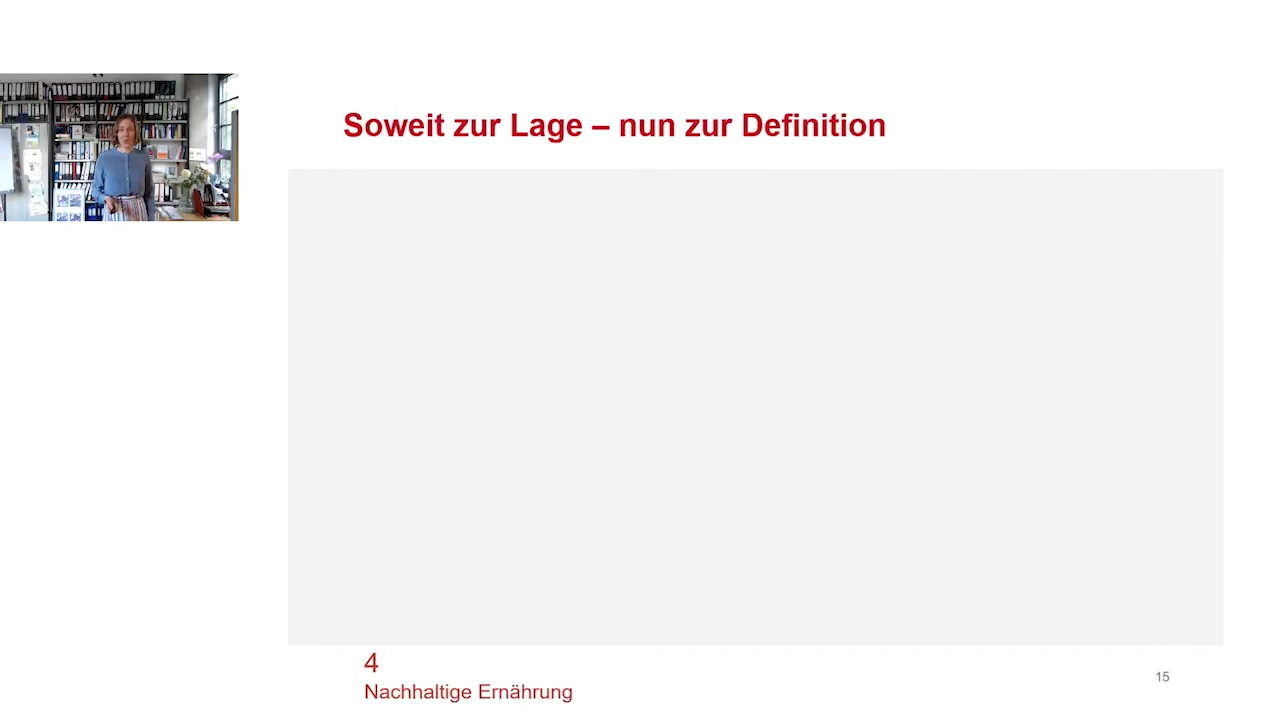 Soweit zur Lage – nun zur Definition
4
Nachhaltige Ernährung
15